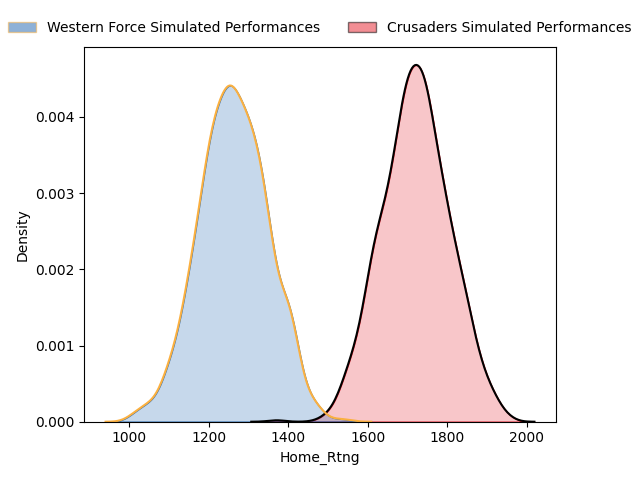 Western Force Simulated Performances
Crusaders Simulated Performances
0.004
0.003
0.002
0.001
0.000
Density
1000
1200
1400
1600
1800
2000
Home_Rtng